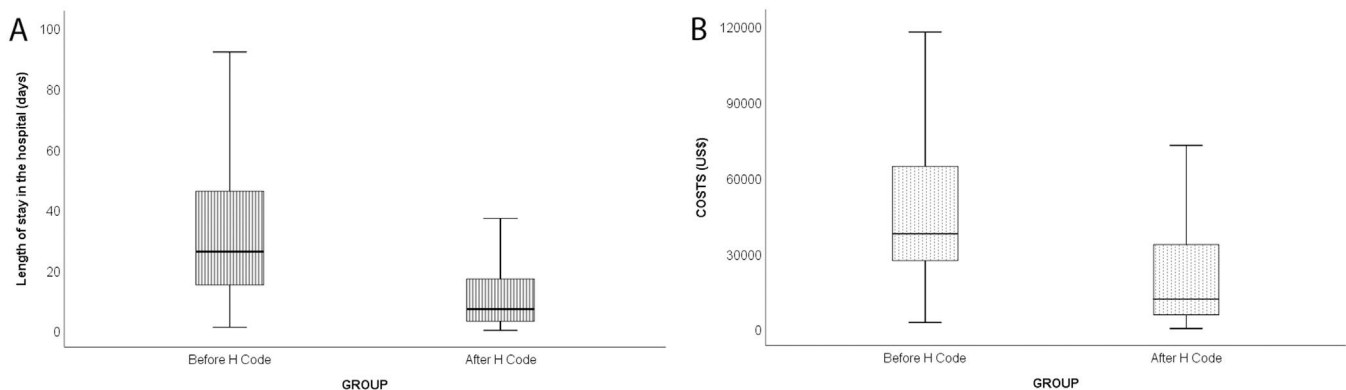 A
Length of stay in the hospital (days)
100
80
60
40
20
0
Before H Code
After H Code
GROUP
B
COSTS (US$)
120000
90000
60000
30000
0
Before H Code
After H Code
GROUP